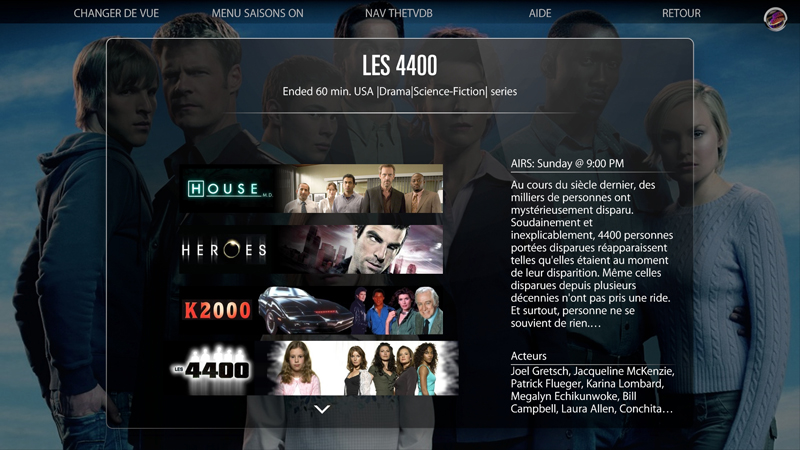 CHANGER DE VUE
MENU SAISONS ON
NAV THETVDB
AIDE
RETOUR
LES 4400
Ended 60 min. USA |Drama|Science-Fiction| series
HOUSE M.D.
HEROES
K2000
LES 4400
AIRS: Sunday @ 9:00 PM
Au cours du siècle dernier, des
milliers de personnes ont
mystérieusement disparu.
Soudainement et
inexplicablement, 4400 personnes
portées disparues réapparaissent
telles qu'elles étaient au moment
de leur disparition. Même celles
disparues depuis plusieurs
décennies n'ont pas pris une ride.
Et surtout, personne ne se
souvient de rien.…
Acteurs
Joel Gretsch, Jacqueline McKenzie,
Patrick Flueger, Karina Lombard,
Megalyn Echikunwoke, Bill
Campbell, Laura Allen, Conchita…